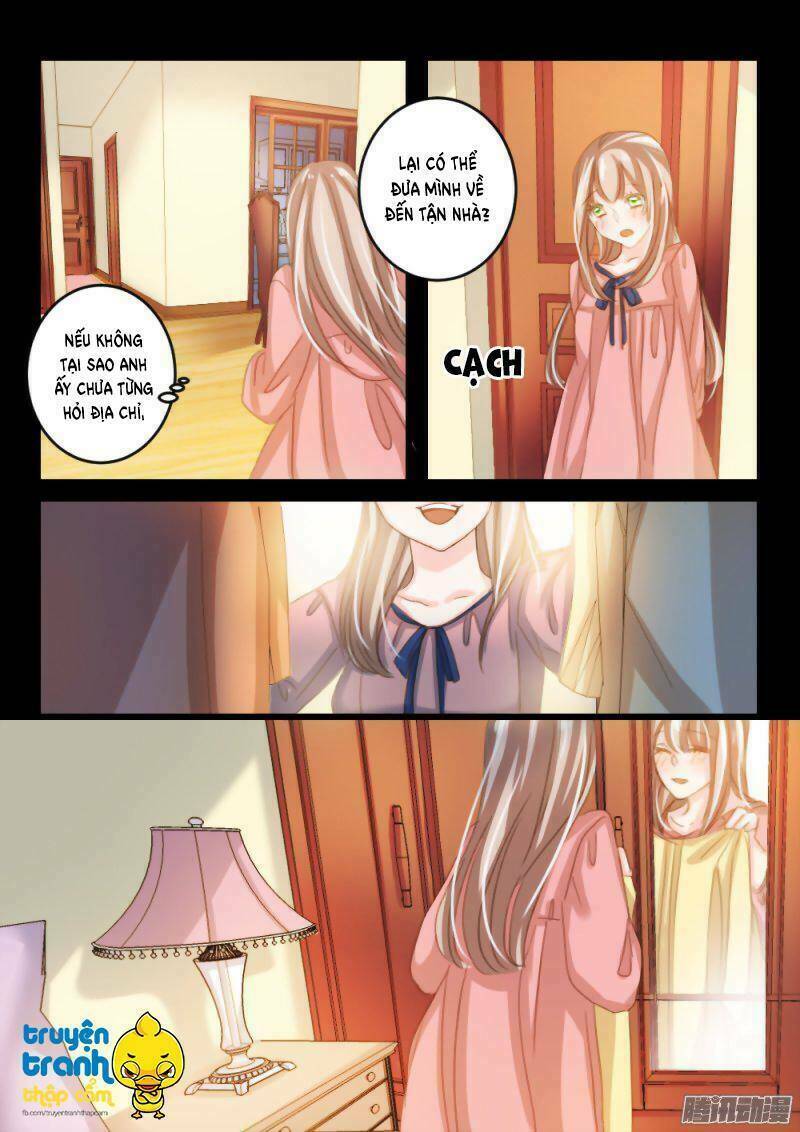 NẾU KHÔNG
TẠI SAO ANH
ẤY CHƯA TỪNG
HỎI ĐỊA CHỈ,
LẠI CÓ THỂ
ĐƯA MÌNH VỀ
ĐẾN TẬN NHÀ?
CẠCH
truyện
tranh
thập cẩm
fb.com/truyentranhthapcam
腾讯动漫